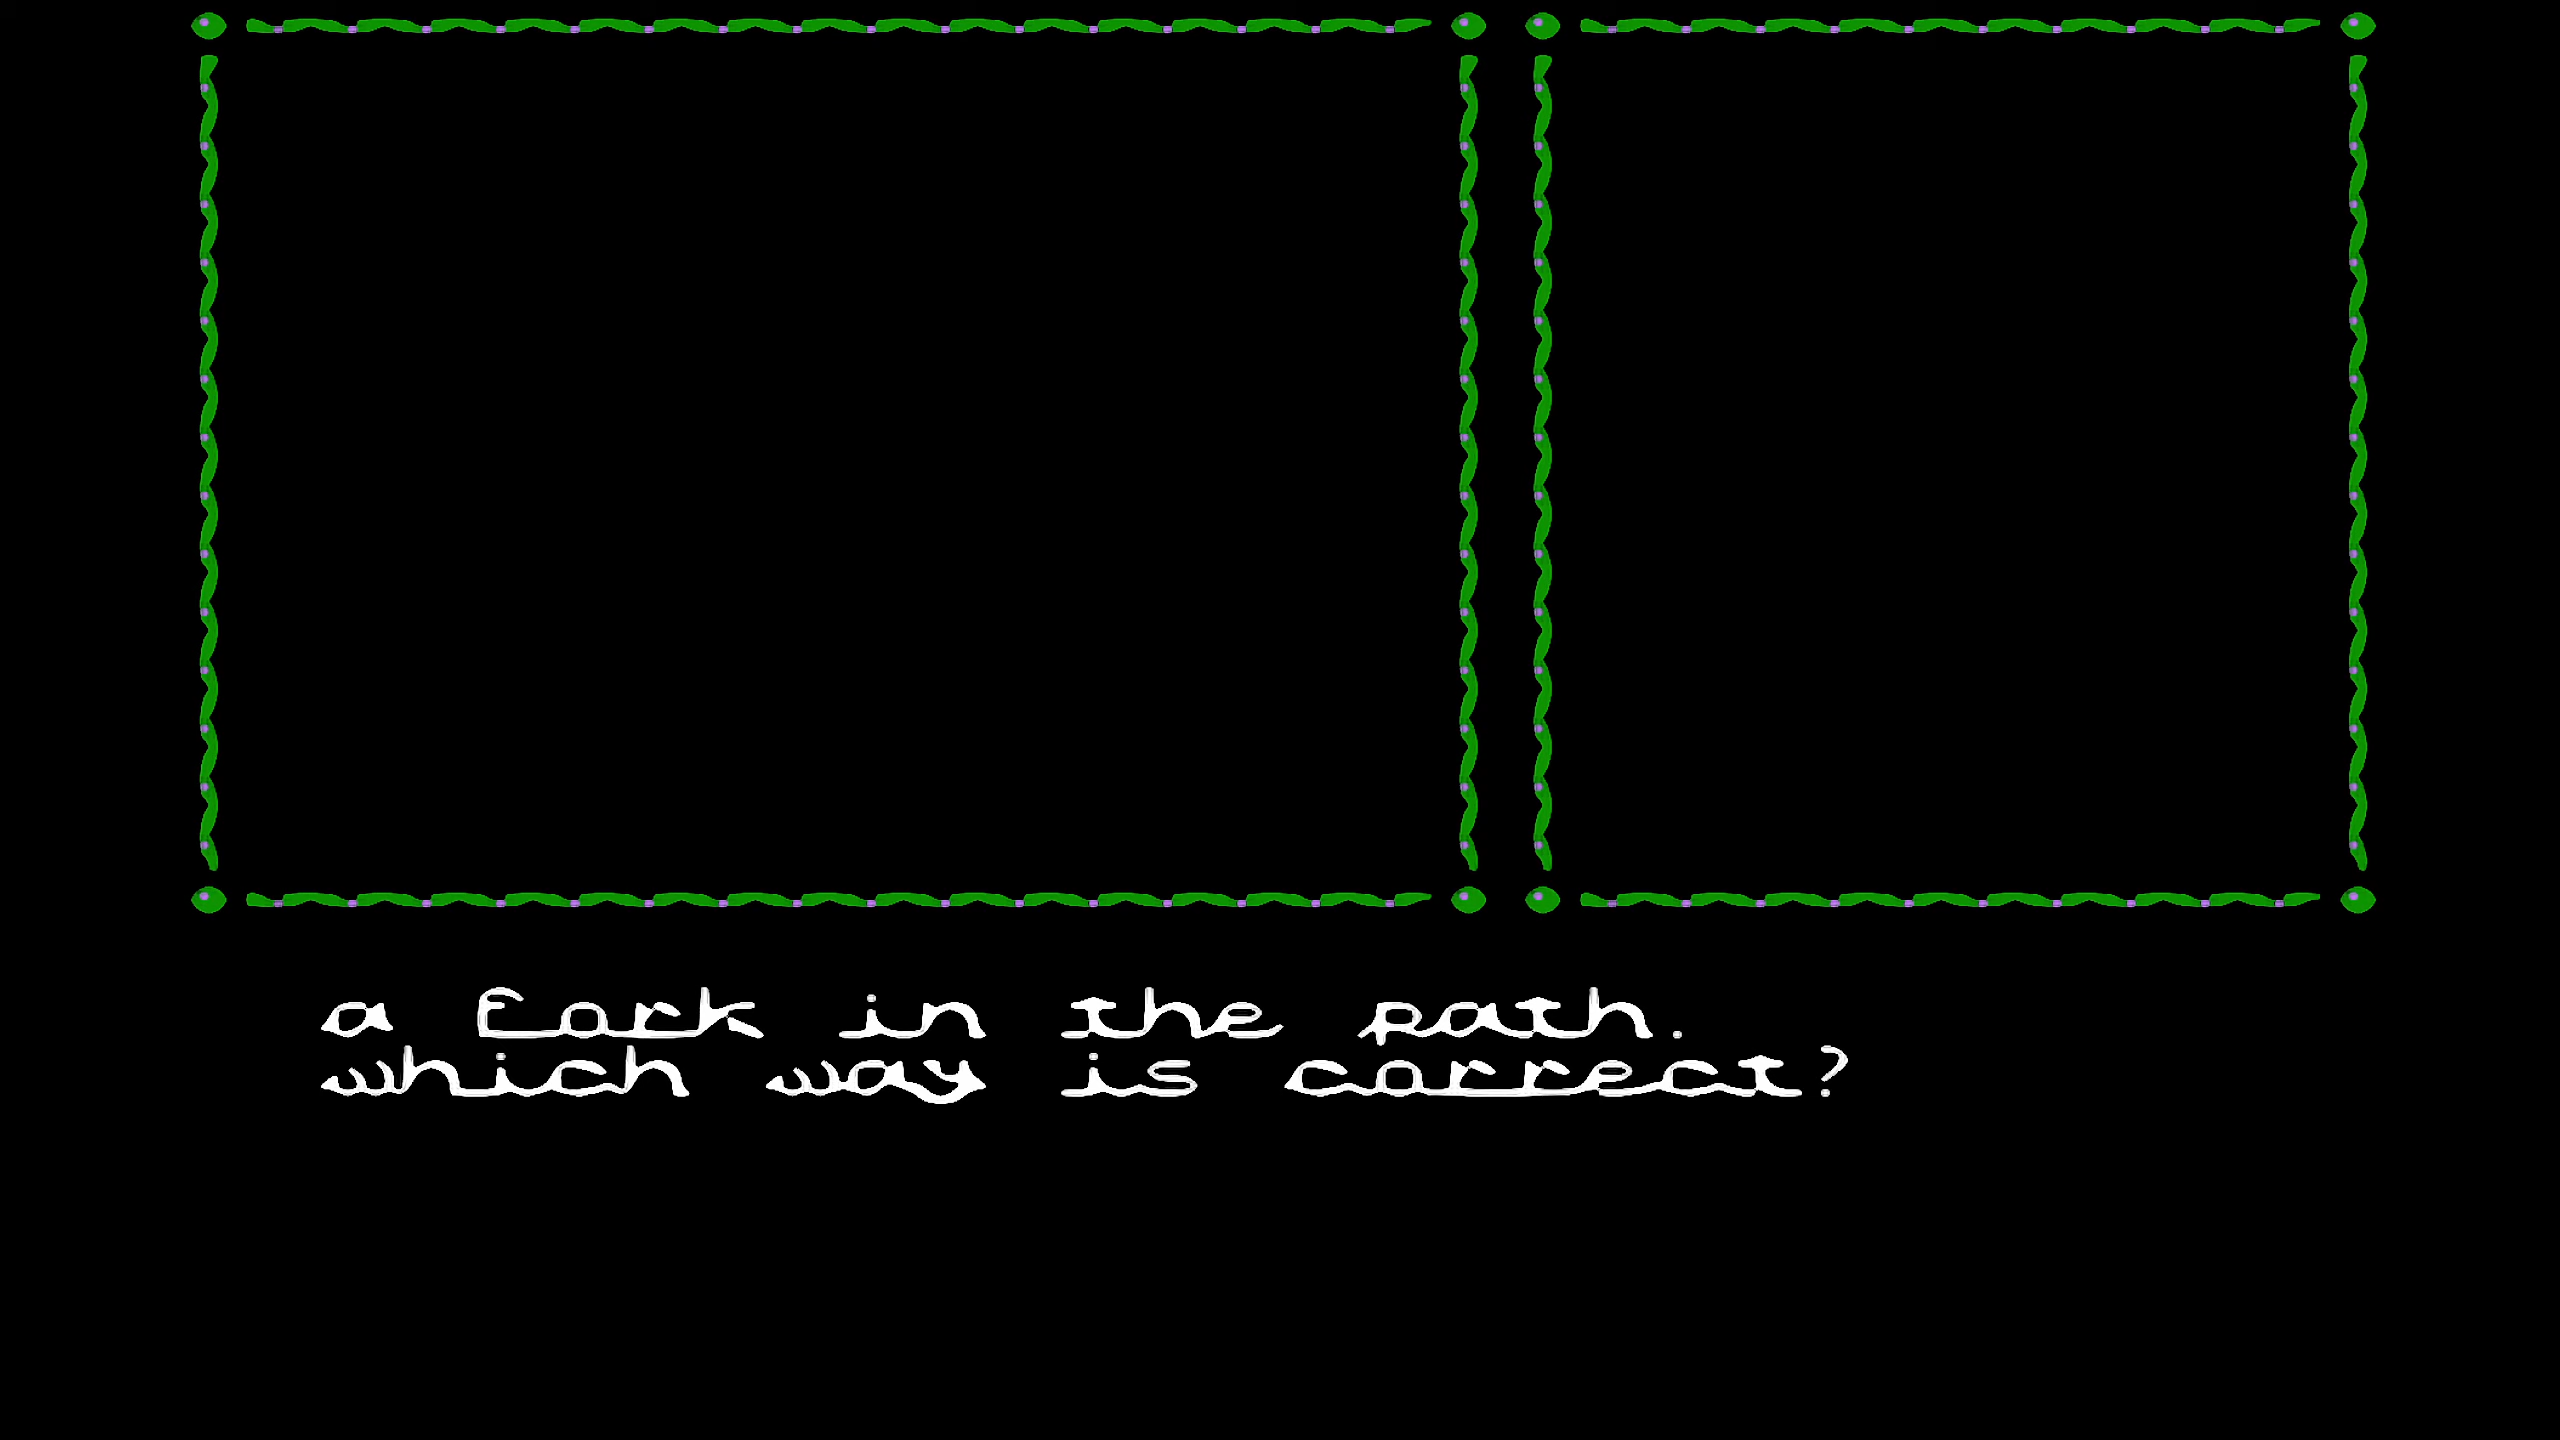 a fork in the path.
which way is correct?